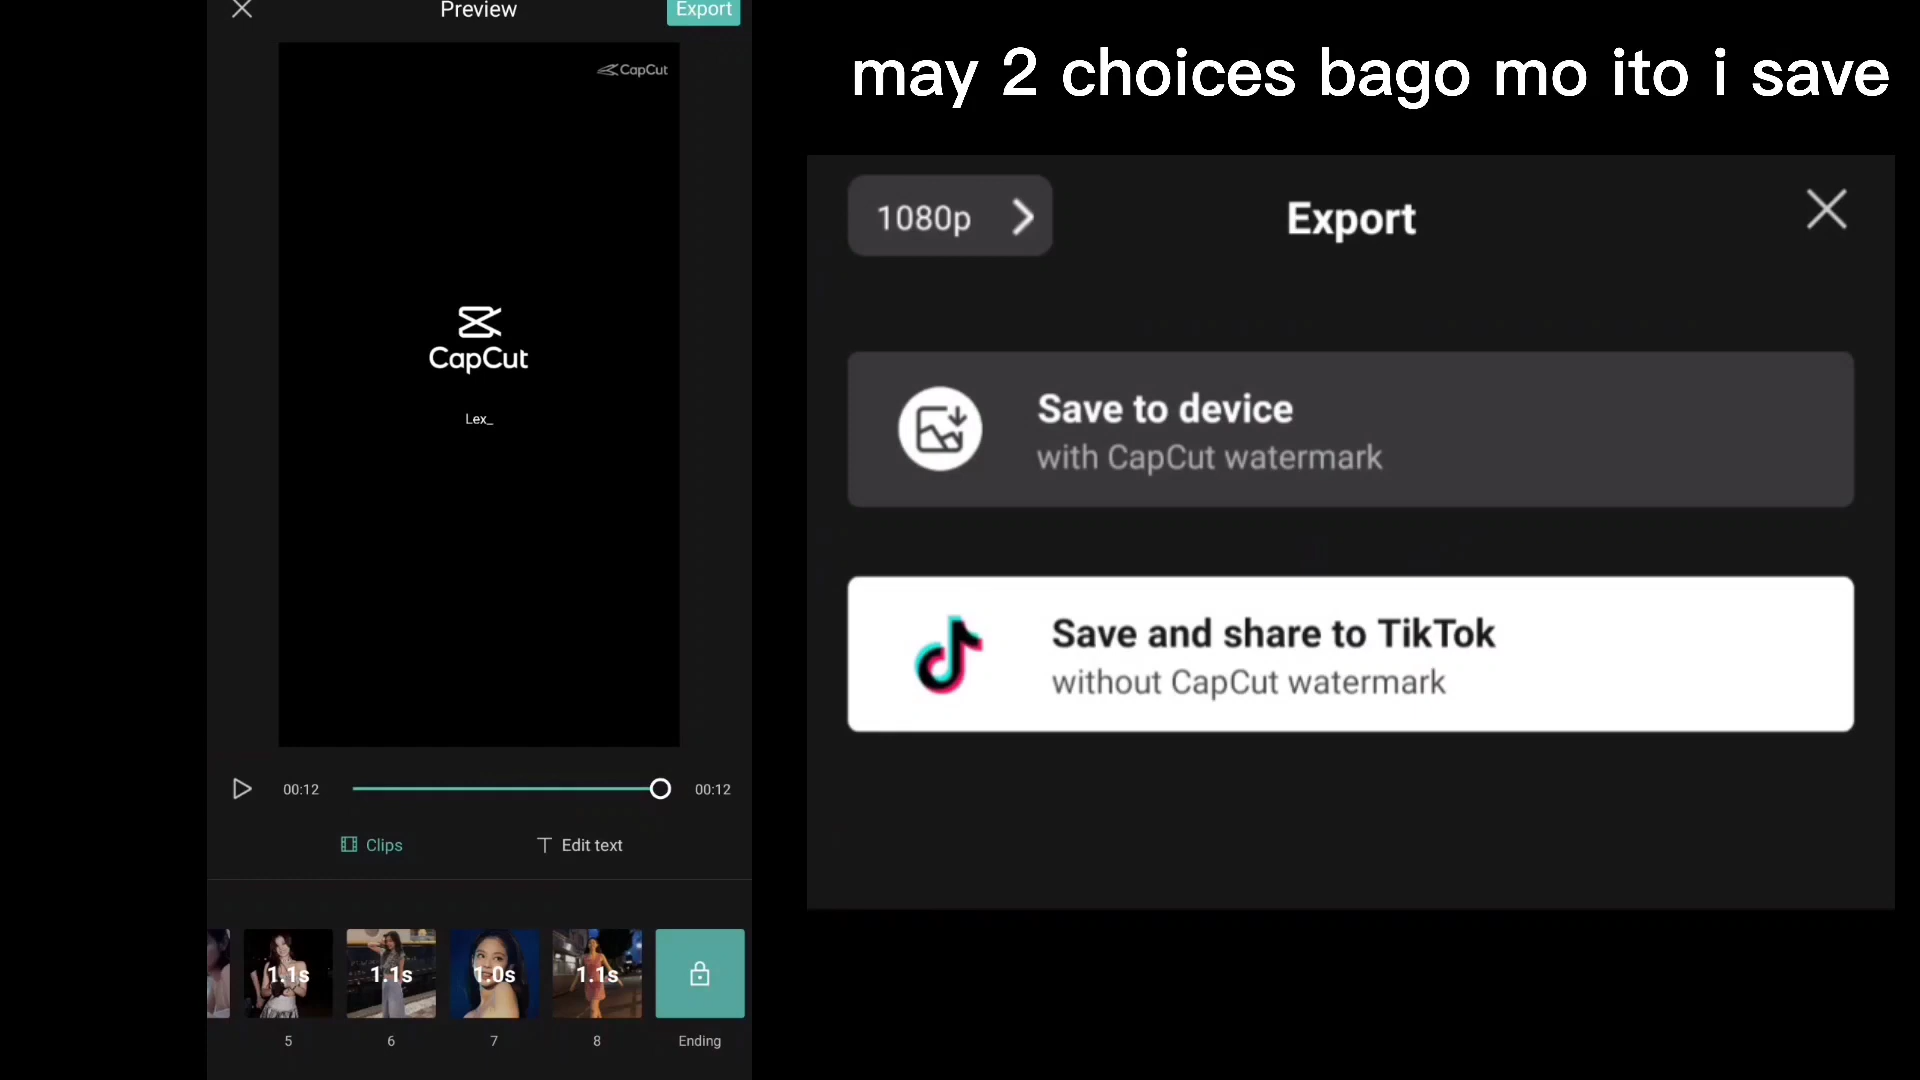 Preview
Export
CapCut
CapCut
Lex_
00:12
00:12
Clips
Edit text
1.1s
1.1s
1.0s
1.1s
5
6
7
8
Ending
may 2 choices bago mo ito i save
1080p
Export
Save to device
with CapCut watermark
Save and share to TikTok
without CapCut watermark